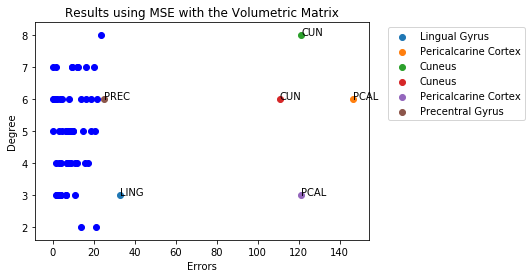 Results using MSE with the Volumetric Matrix
8
7
6
5
4
3
2
Degree
0
20
40
60
80
100
120
140
Errors
CUN
PREC
CUN
PCAL
LING
PCAL
Lingual Gyrus
Pericalcarine Cortex
Cuneus
Cuneus
Pericalcarine Cortex
Precentral Gyrus